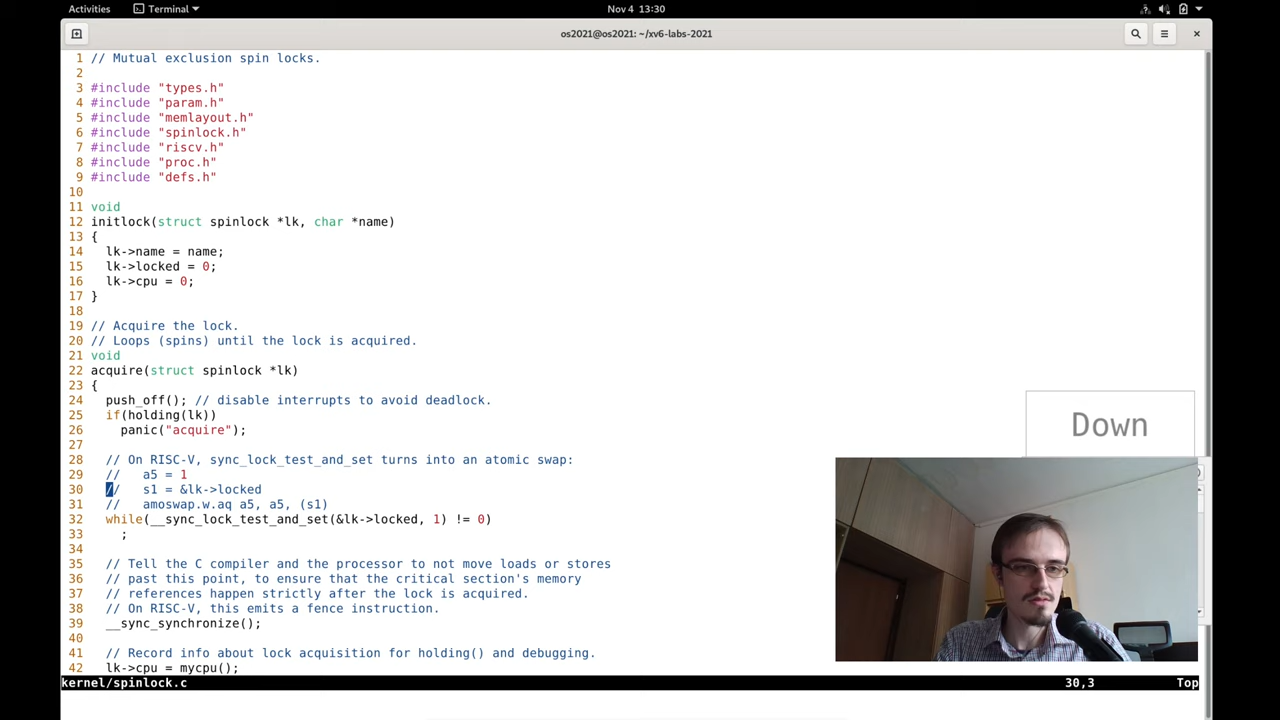 Activities Terminal Nov 4 13:30
os2021@os2021: ~/xv6-labs-2021
1 // Mutual exclusion spin locks.
2
3 #include "types.h"
4 #include "param.h"
5 #include "memlayout.h"
6 #include "spinlock.h"
7 #include "riscv.h"
8 #include "proc.h"
9 #include "defs.h"
10
11 void
12 initlock(struct spinlock *lk, char *name)
13 {
14   lk->name = name;
15   lk->locked = 0;
16   lk->cpu = 0;
17 }
18
19 // Acquire the lock.
20 // Loops (spins) until the lock is acquired.
21 void
22 acquire(struct spinlock *lk)
23 {
24   push_off(); // disable interrupts to avoid deadlock.
25   if(holding(lk))
26     panic("acquire");
27
28   // On RISC-V, sync_lock_test_and_set turns into an atomic swap:
29   //   a5 = 1
30   //   s1 = &lk->locked
31   //   amoswap.w.aq a5, a5, (s1)
32   while(__sync_lock_test_and_set(&lk->locked, 1) != 0)
33     ;
34
35   // Tell the C compiler and the processor to not move loads or stores
36   // past this point, to ensure that the critical section's memory
37   // references happen strictly after the lock is acquired.
38   // On RISC-V, this emits a fence instruction.
39   __sync_synchronize();
40
41   // Record info about lock acquisition for holding() and debugging.
42   lk->cpu = mycpu();
kernel/spinlock.c 30,3 Top
Down